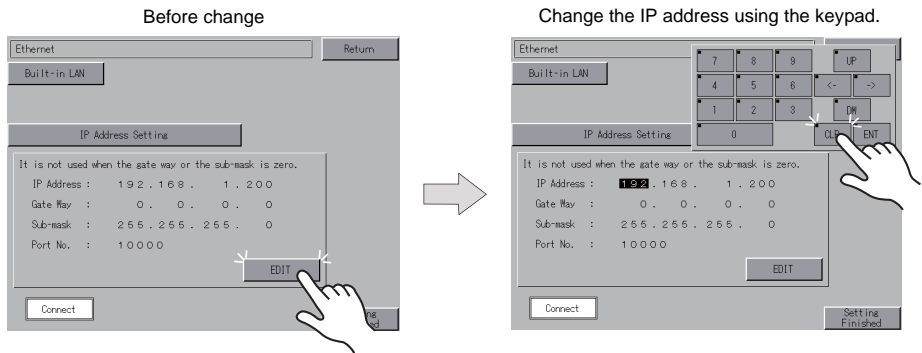 Before change
Ethernet
Return
Built-in LAN
IP Address Setting
It is not used when the gate way or the sub-mask is zero.
IP Address : 192.168. 1.200
Gate Way : 0. 0. 0. 0
Sub-mask : 255.255.255. 0
Port No. : 10000
EDIT
Connect
Change the IP address using the keypad.
Ethernet
Built-in LAN
7 8 9 UP
4 5 6 <- ->
1 2 3 DW
0 CLR ENT
IP Address Setting
It is not used when the gate way or the sub-mask is zero.
IP Address : 192.168. 1.200
Gate Way : 0. 0. 0. 0
Sub-mask : 255.255.255. 0
Port No. : 10000
EDIT
Connect
Setting
Finished